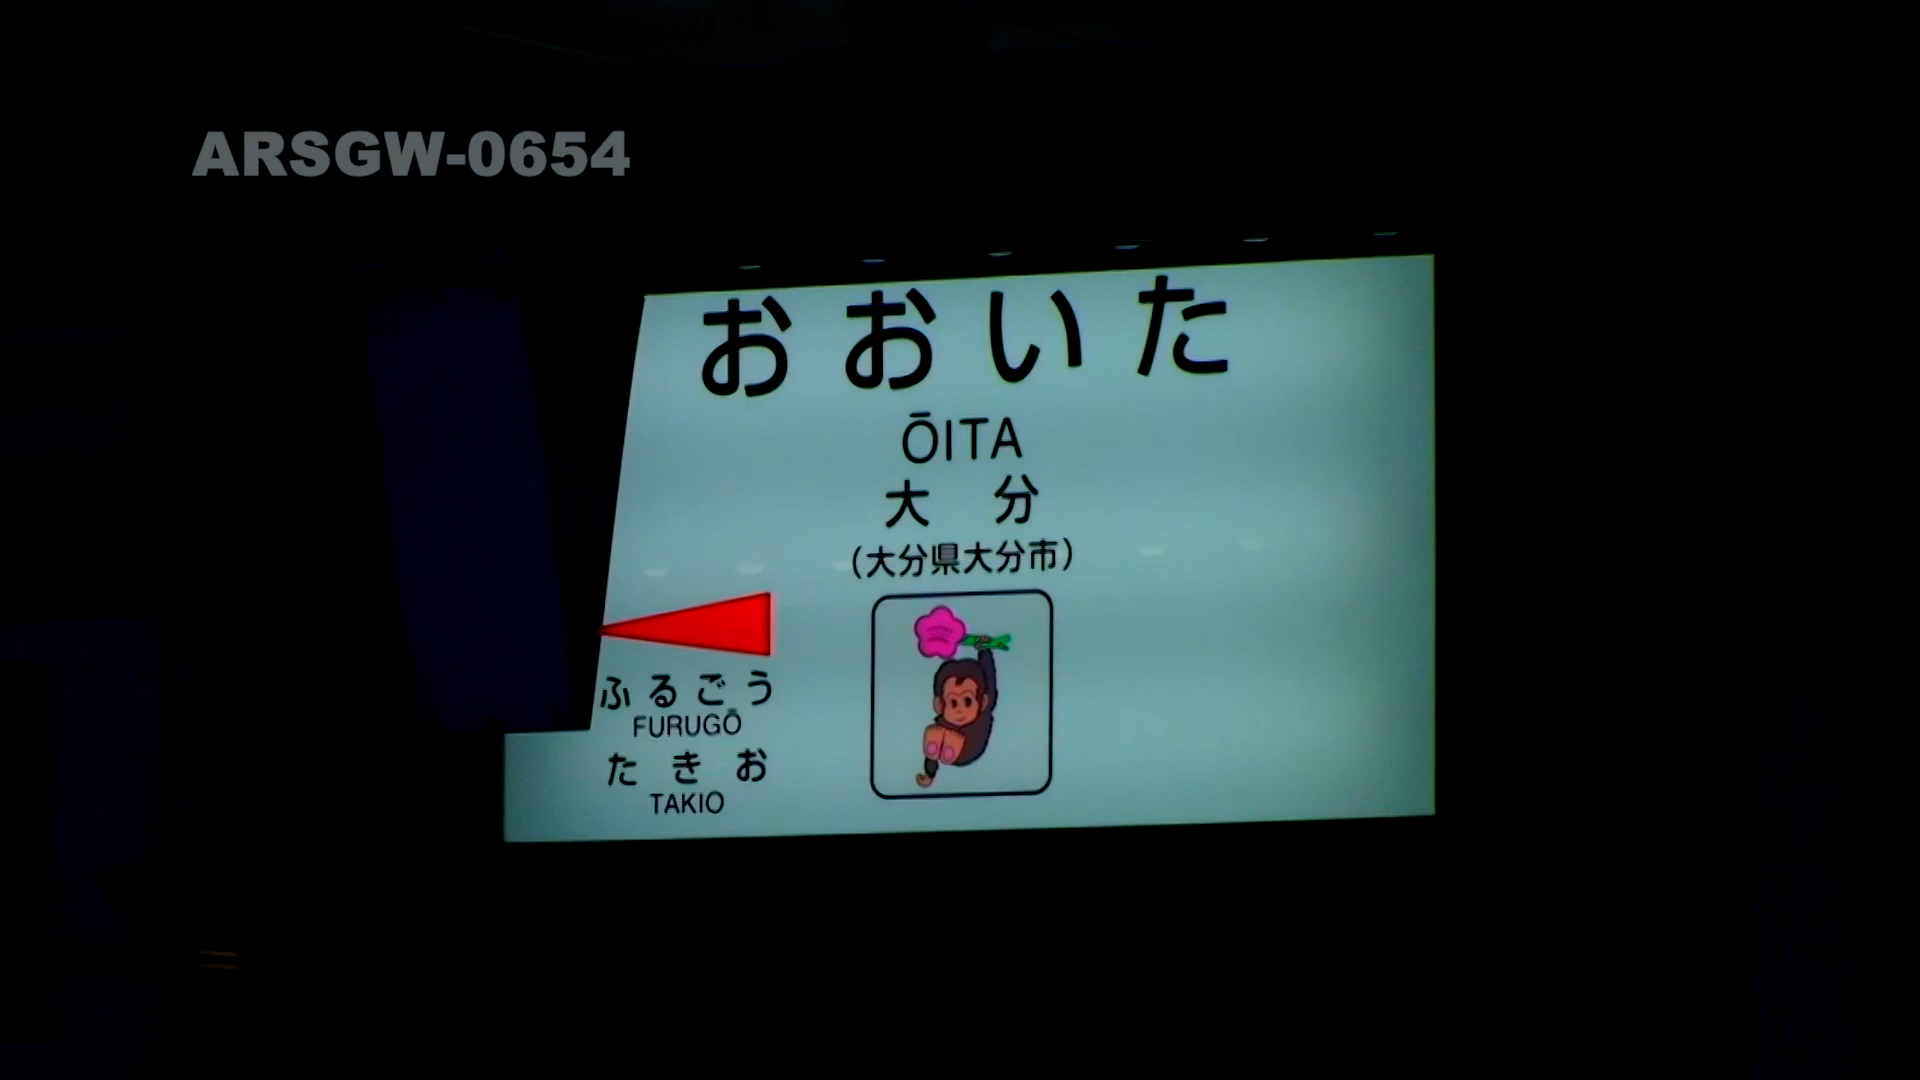 ARSGW-0654
おおいた
ŌITA
大分
(大分県大分市)
ふるごう
FURUGŌ
たきお
TAKIO